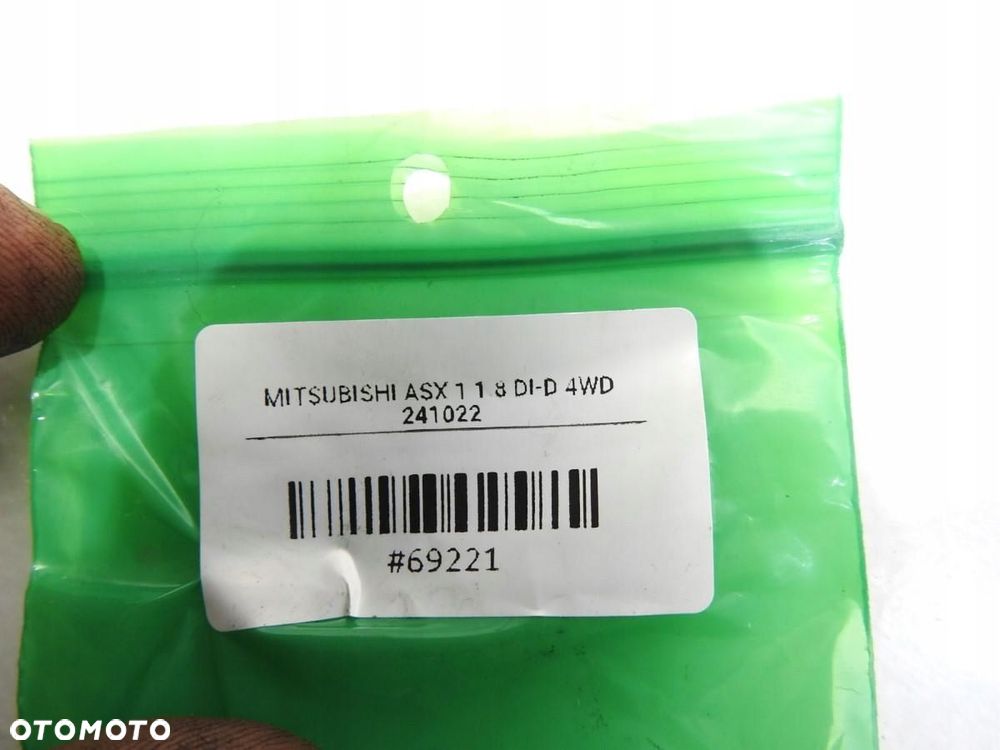 MITSUBISHI ASX 1 1.8 DI-D 4WD
241022
#69221
OTOMOTO